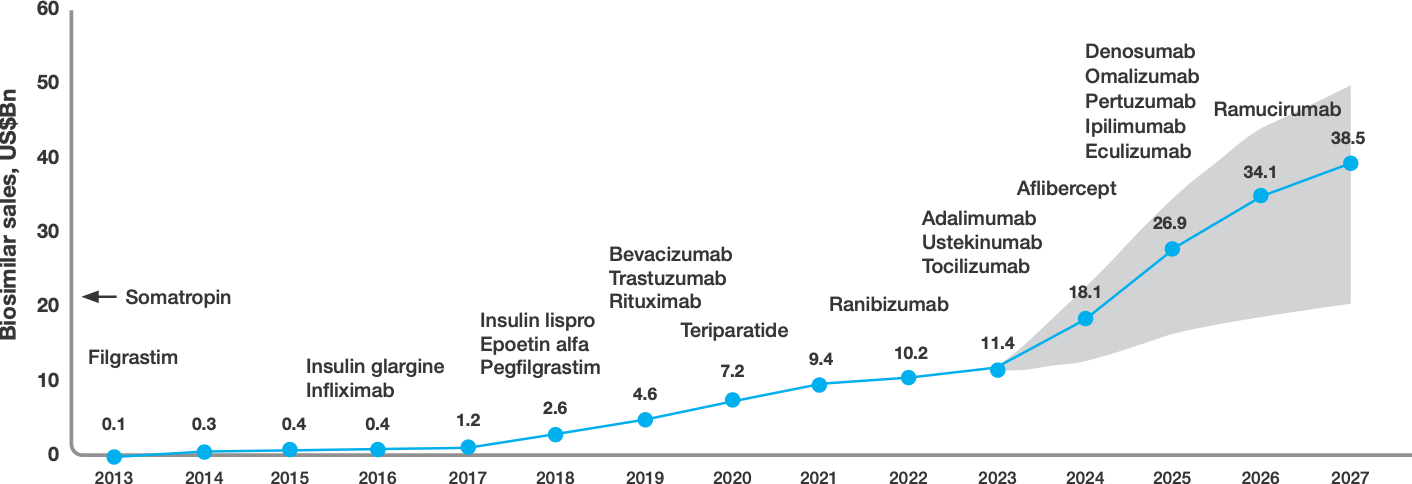 Biosimilar sales, US$Bn
60
50
40
30
20
10
0
Somatropin
Filgrastim
Insulin glargine
Infliximab
Insulin lispro
Epoetin alfa
Pegfilgrastim
Bevacizumab
Trastuzumab
Rituximab
Teriparatide
Ranibizumab
Adalimumab
Ustekinumab
Tocilizumab
Aflibercept
Denosumab
Omalizumab
Pertuzumab
Ipilimumab
Eculizumab
Ramucirumab
0.1
0.3
0.4
0.4
1.2
2.6
4.6
7.2
9.4
10.2
11.4
18.1
26.9
34.1
38.5
2013
2014
2015
2016
2017
2018
2019
2020
2021
2022
2023
2024
2025
2026
2027